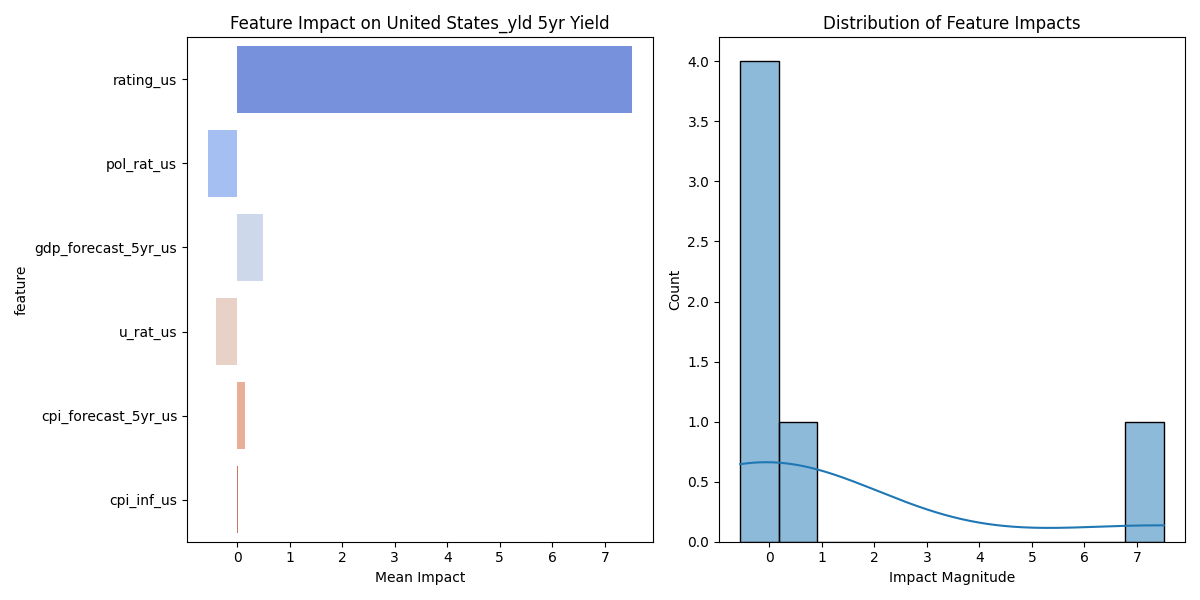 Feature Impact on United States_yld 5yr Yield
feature
rating_us
pol_rat_us
gdp_forecast_5yr_us
u_rat_us
cpi_forecast_5yr_us
cpi_inf_us
0 1 2 3 4 5 6 7
Mean Impact
Distribution of Feature Impacts
Count
4.0
3.5
3.0
2.5
2.0
1.5
1.0
0.5
0.0
0 1 2 3 4 5 6 7
Impact Magnitude